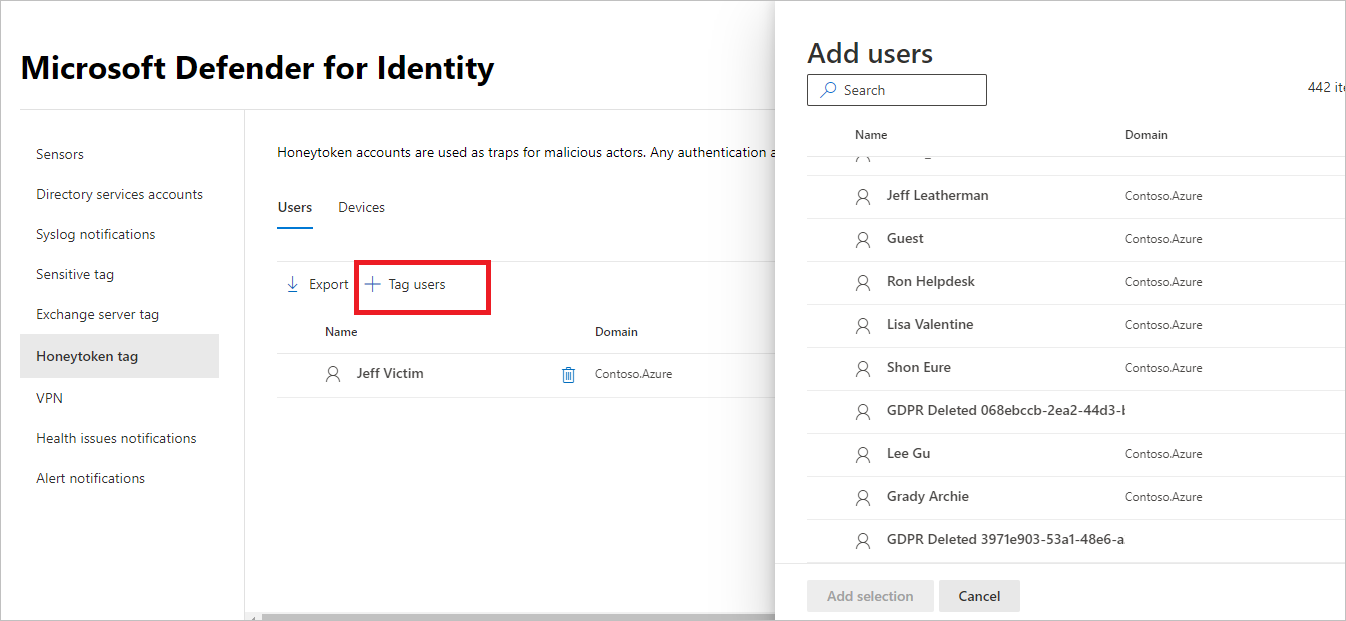 Microsoft Defender for Identity
Sensors
Directory services accounts
Syslog notifications
Sensitive tag
Exchange server tag
Honeytoken tag
VPN
Health issues notifications
Alert notifications
Honeytoken accounts are used as traps for malicious actors. Any authentication a
Users Devices
Export Tag users
Name Domain
Jeff Victim Contoso.Azure
Add users
Search
442 ite
Name Domain
Jeff Leatherman Contoso.Azure
Guest Contoso.Azure
Ron Helpdesk Contoso.Azure
Lisa Valentine Contoso.Azure
Shon Eure Contoso.Azure
GDPR Deleted 068ebccb-2ea2-44d3-b
Lee Gu Contoso.Azure
Grady Archie Contoso.Azure
GDPR Deleted 3971e903-53a1-48e6-a
Add selection Cancel